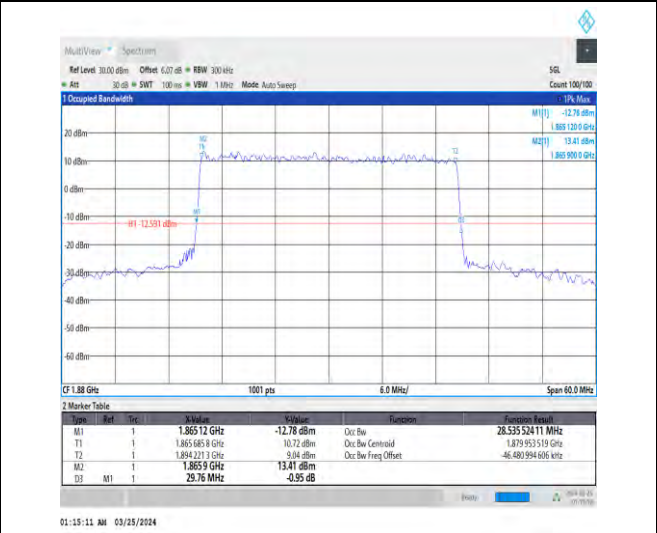 MultiView Spectrum
Ref Level 30.00 dBm Offset 6.07 dB RBW 300 kHz SGL
Att 30 dB SWT 100 ms VBW 1 MHz Mode Auto Sweep Count 100/100
1 Occupied Bandwidth 1Pk Max
M1[1] -12.78 dBm
1.865 120 0 GHz
M2[1] 13.41 dBm
1.865 900 0 GHz
20 dBm
M2
T1
T2
10 dBm
0 dBm
M1
-10 dBm
H1 -12.591 dBm
D3
-20 dBm
-30 dBm
-40 dBm
-50 dBm
-60 dBm
CF 1.88 GHz 1001 pts 6.0 MHz/ Span 60.0 MHz
2 Marker Table
Type Ref Trc X-Value Y-Value Function Function Result
M1 1 1.86512 GHz -12.78 dBm Occ Bw 28.535 524 11 MHz
T1 1 1.865 685 8 GHz 10.72 dBm Occ Bw Centroid 1.879 953 519 GHz
T2 1 1.894 221 3 GHz 9.04 dBm Occ Bw Freq Offset -46.480 994 606 kHz
M2 1 1.8659 GHz 13.41 dBm
D3 M1 1 29.76 MHz -0.95 dB
Ready
01:15:11 AM 03/25/2024